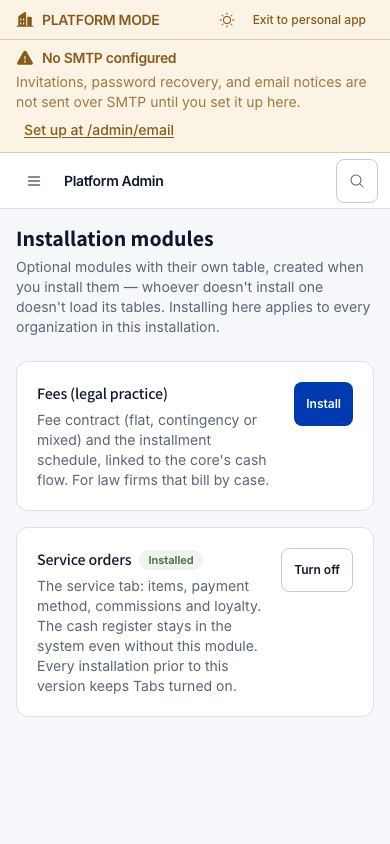 PLATFORM MODE
Exit to personal app
No SMTP configured
Invitations, password recovery, and email notices are
not sent over SMTP until you set it up here.
Set up at /admin/email
Platform Admin
Installation modules
Optional modules with their own table, created when
you install them — whoever doesn't install one
doesn't load its tables. Installing here applies to every
organization in this installation.
Fees (legal practice)
Install
Fee contract (flat, contingency or
mixed) and the installment
schedule, linked to the core's cash
flow. For law firms that bill by case.
Service orders
Installed
Turn off
The service tab: items, payment
method, commissions and loyalty.
The cash register stays in the
system even without this module.
Every installation prior to this
version keeps Tabs turned on.